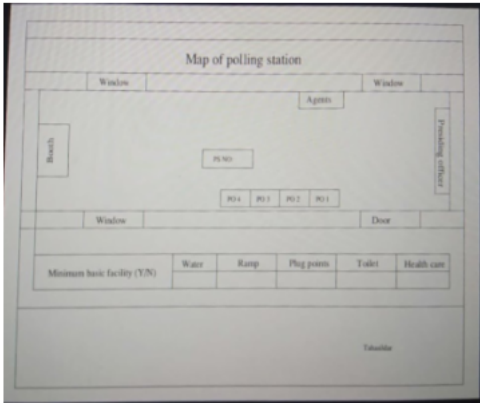 Map of polling station
Window Window
Agents
Booth
Presiding officer
PS NO
PO 4 PO 3 PO 2 PO 1
Window Door
Minimum basic facility (Y/N) Water Ramp Plug points Toilet Health care
Tahasildar